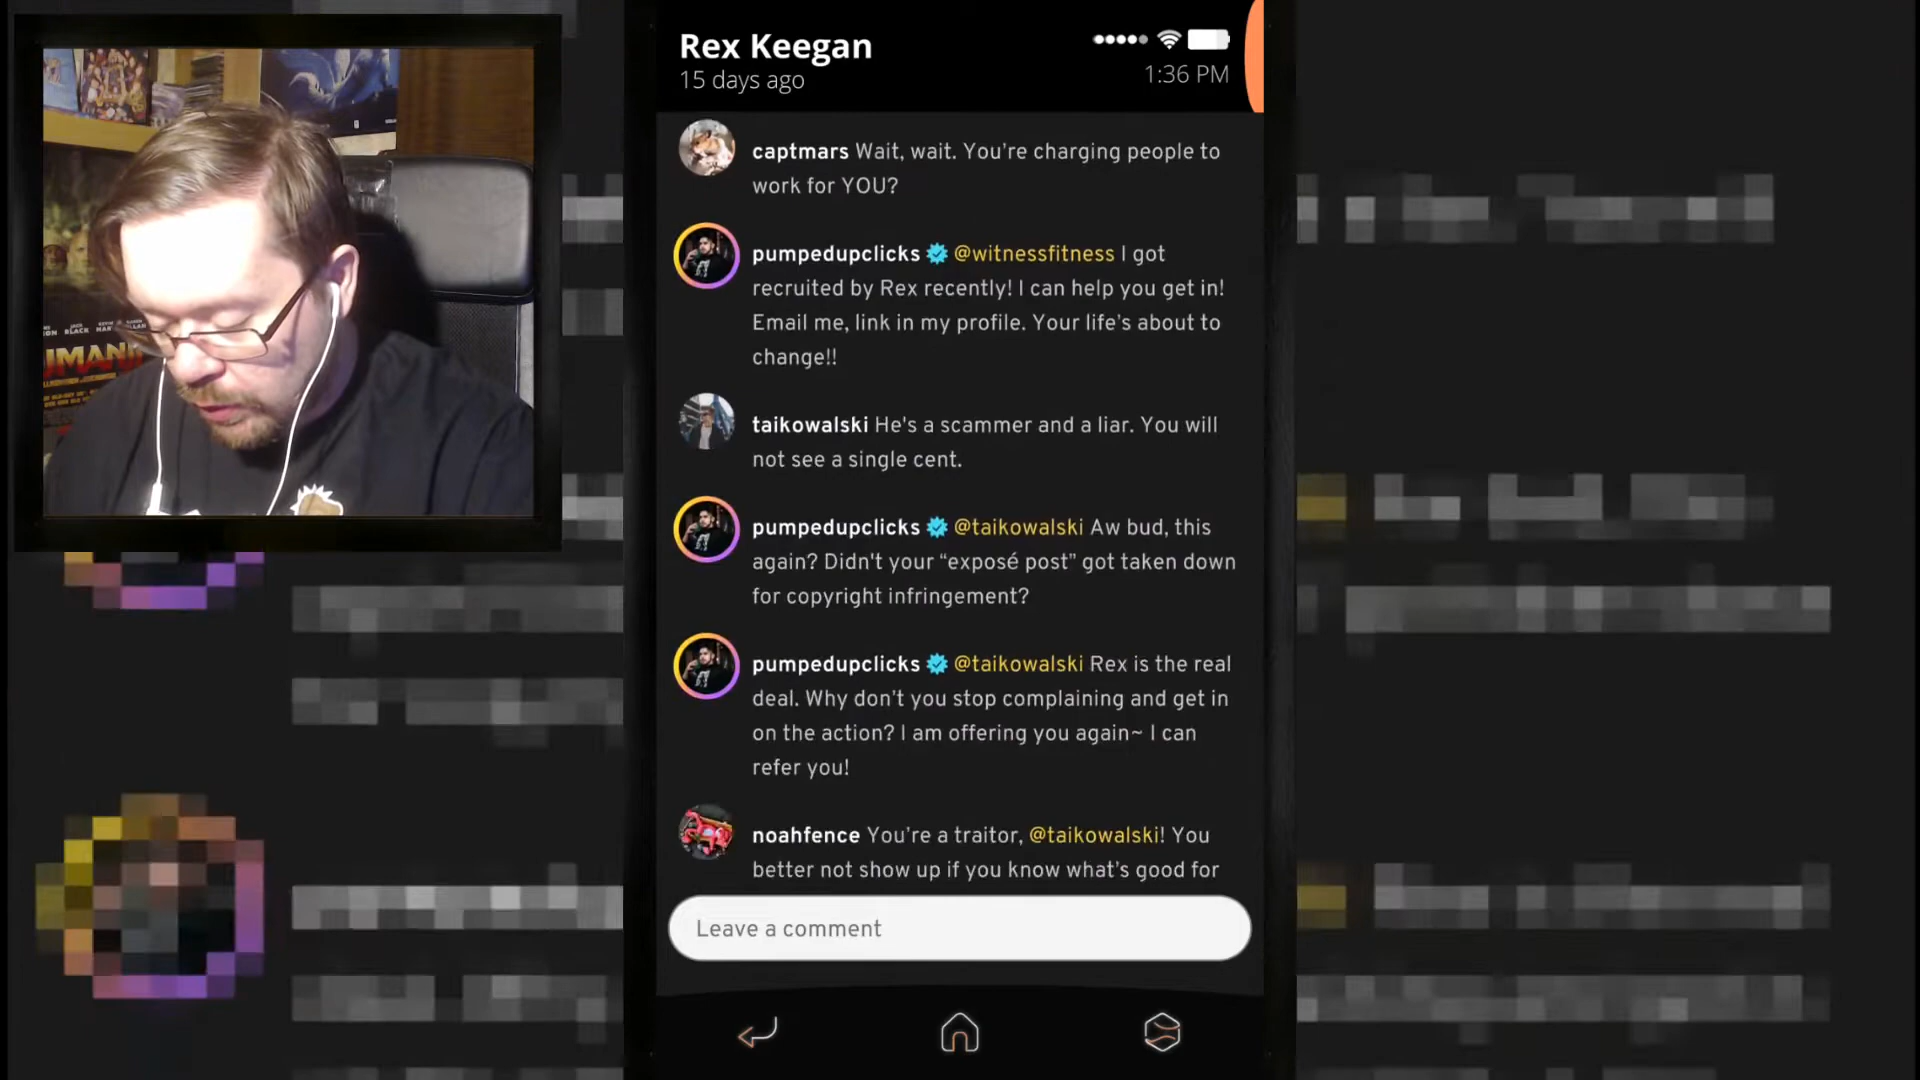 Rex Keegan
15 days ago
1:36 PM
captmars Wait, wait. You're charging people to
work for YOU?
pumpedupclicks @witnessfitness I got
recruited by Rex recently! I can help you get in!
Email me, link in my profile. Your life's about to
change!!
taikowalski He's a scammer and a liar. You will
not see a single cent.
pumpedupclicks @taikowalski Aw bud, this
again? Didn't your “exposé post” got taken down
for copyright infringement?
pumpedupclicks @taikowalski Rex is the real
deal. Why don't you stop complaining and get in
on the action? I am offering you again~ I can
refer you!
noahfence You're a traitor, @taikowalski! You
better not show up if you know what's good for
Leave a comment
JACK
BLACK
UMANJI